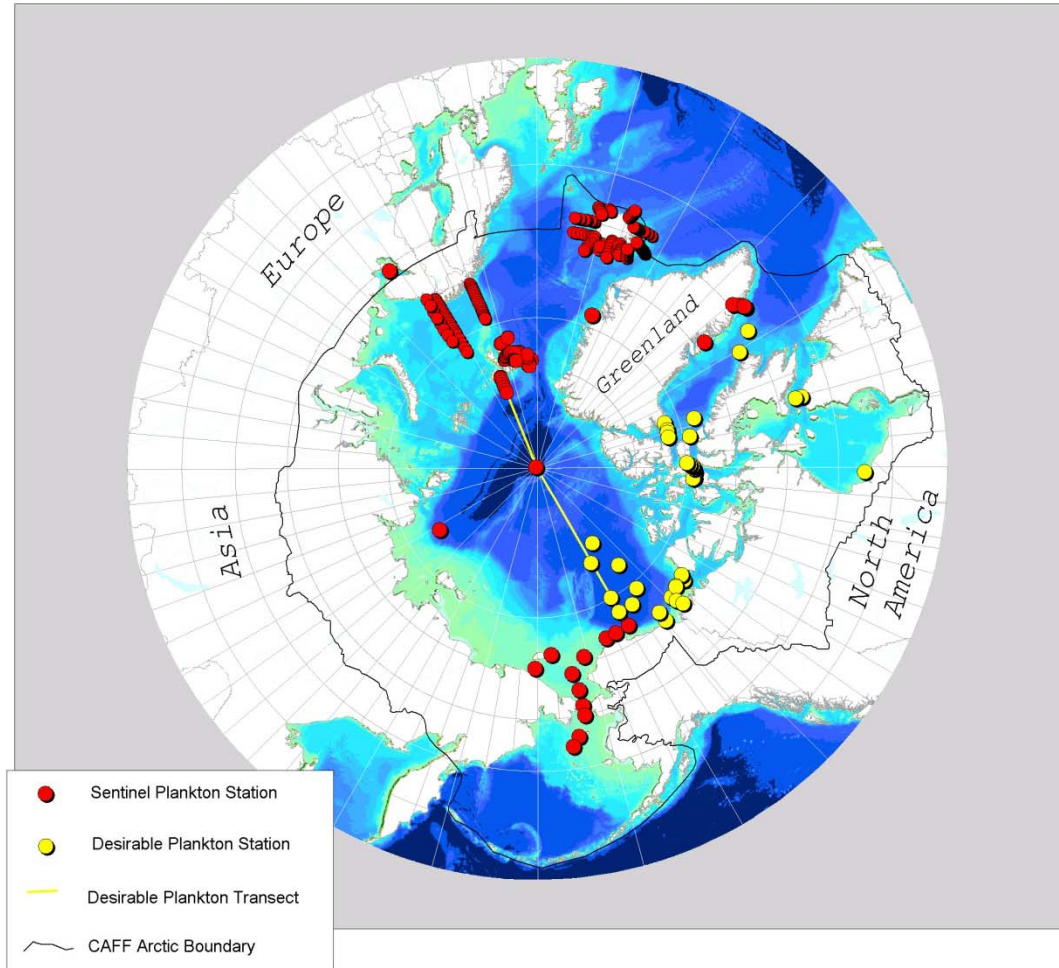 Europe
Greenland
Asia
North
America
Sentinel Plankton Station
Desirable Plankton Station
Desirable Plankton Transect
CAFF Arctic Boundary